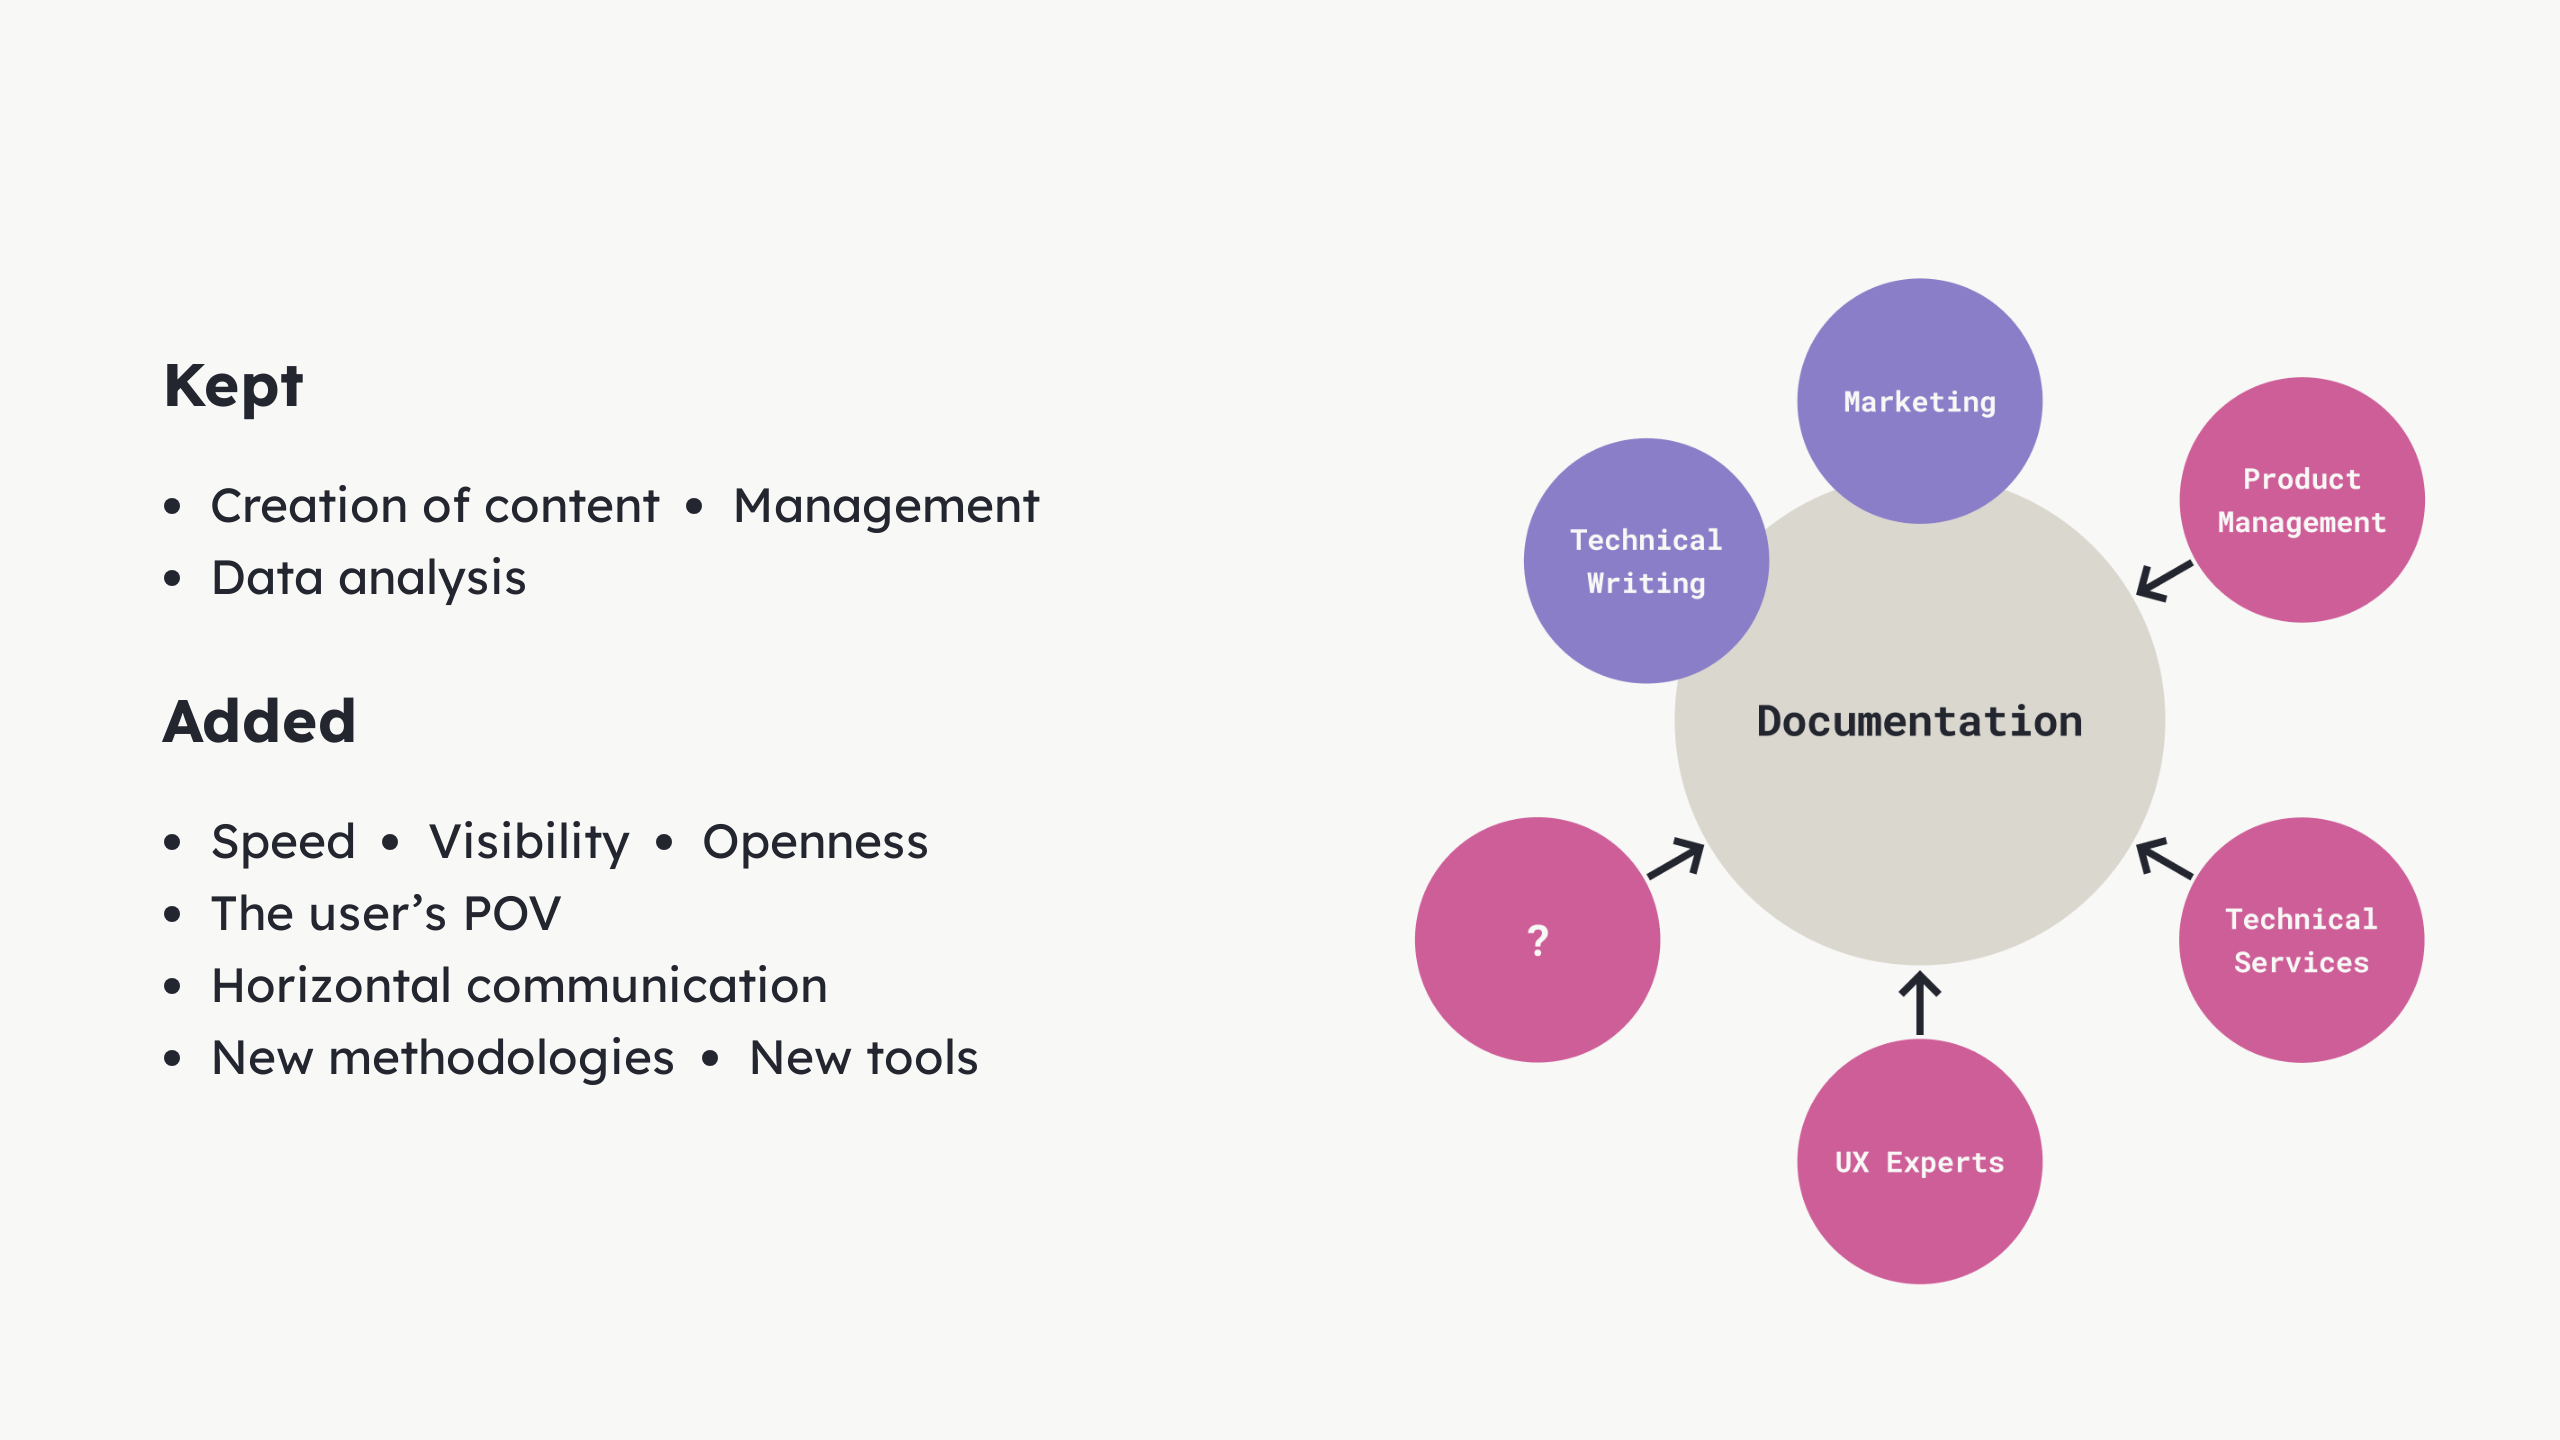 Kept
• Creation of content • Management
• Data analysis
Added
• Speed • Visibility • Openness
• The user’s POV
• Horizontal communication
• New methodologies • New tools
Marketing
Product
Management
Technical
Writing
Documentation
?
Technical
Services
UX Experts